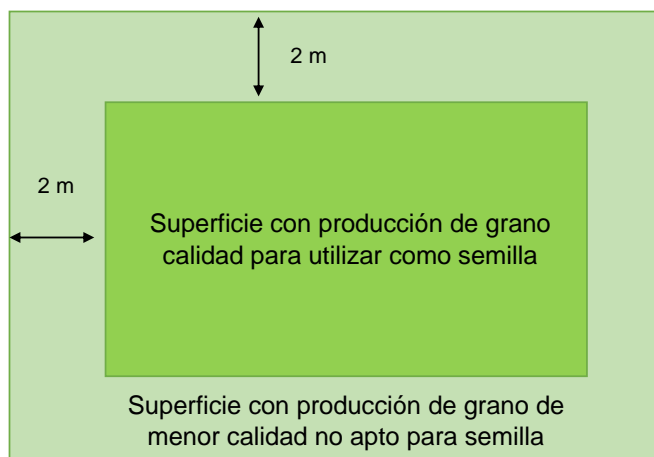 2 m
2 m
Superficie con producción de grano
calidad para utilizar como semilla
Superficie con producción de grano de
menor calidad no apto para semilla